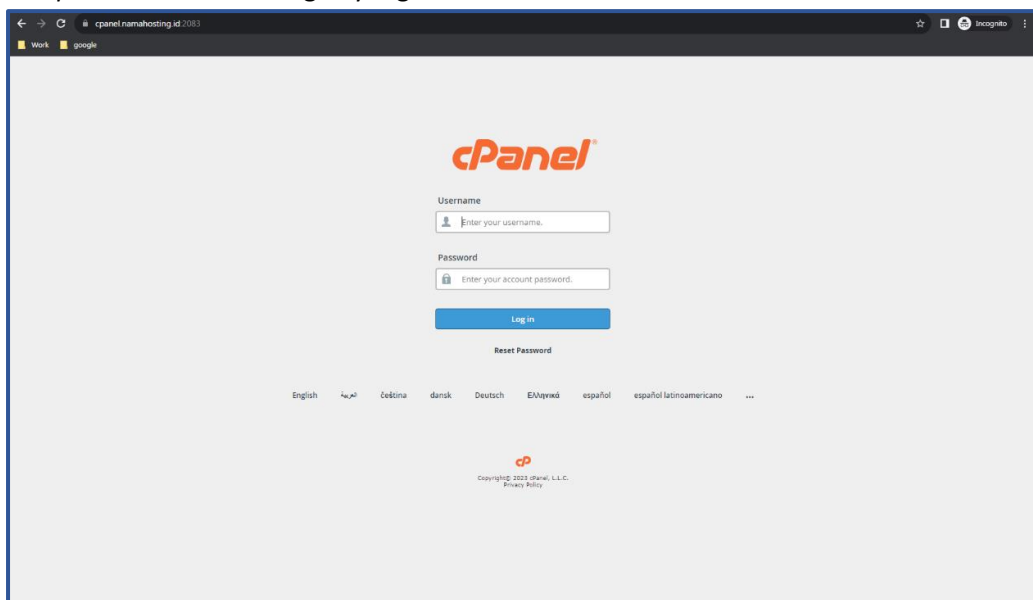 cpanel.namahosting.id:2083
Incognito
Work google
cPanel®
Username
Enter your username.
Password
Enter your account password.
Log in
Reset Password
English العربية čeština dansk Deutsch Ελληνικά español español latinoamericano ...
cP
Copyright© 2023 cPanel, L.L.C.
Privacy Policy